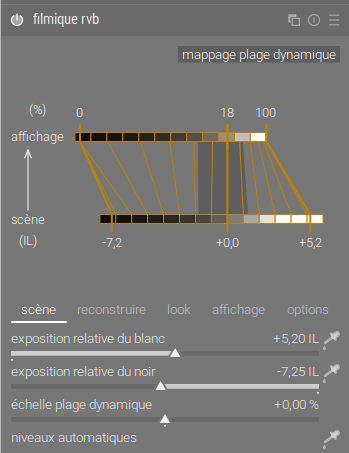 filmique rvb
mappage plage dynamique
(%) 0 18 100
affichage
scène
(IL) -7,2 +0,0 +5,2
scène reconstruire look affichage options
exposition relative du blanc +5,20 IL
exposition relative du noir -7,25 IL
échelle plage dynamique +0,00 %
niveaux automatiques